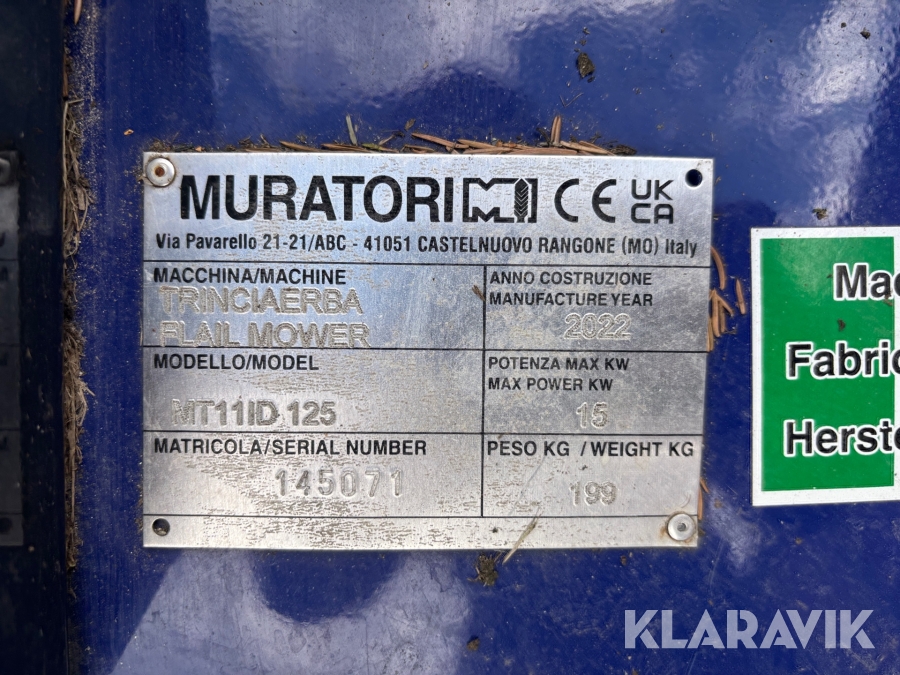 MURATORI MI CE UK CA
Via Pavarello 21-21/ABC - 41051 CASTELNUOVO RANGONE (MO) Italy
MACCHINA/MACHINE
TRINCIAERBA
FLAIL MOWER
ANNO COSTRUZIONE
MANUFACTURE YEAR
2022
MODELLO/MODEL
MT11ID 125
POTENZA MAX KW
MAX POWER KW
15
MATRICOLA/SERIAL NUMBER
145071
PESO KG / WEIGHT KG
199
Mac
Fabric
Herste
KLARAVIK